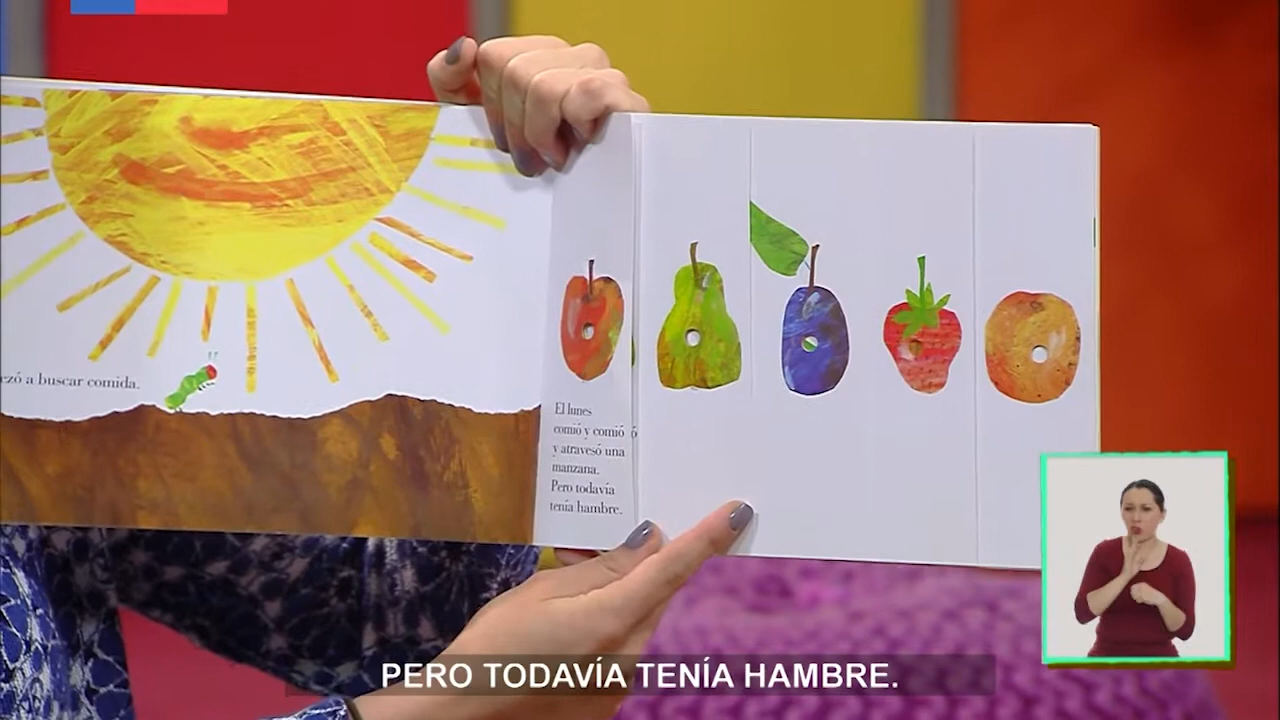 ezó a buscar comida.
El lunes
comió y comió
y atravesó una
manzana.
Pero todavía
tenía hambre.
PERO TODAVÍA TENÍA HAMBRE.